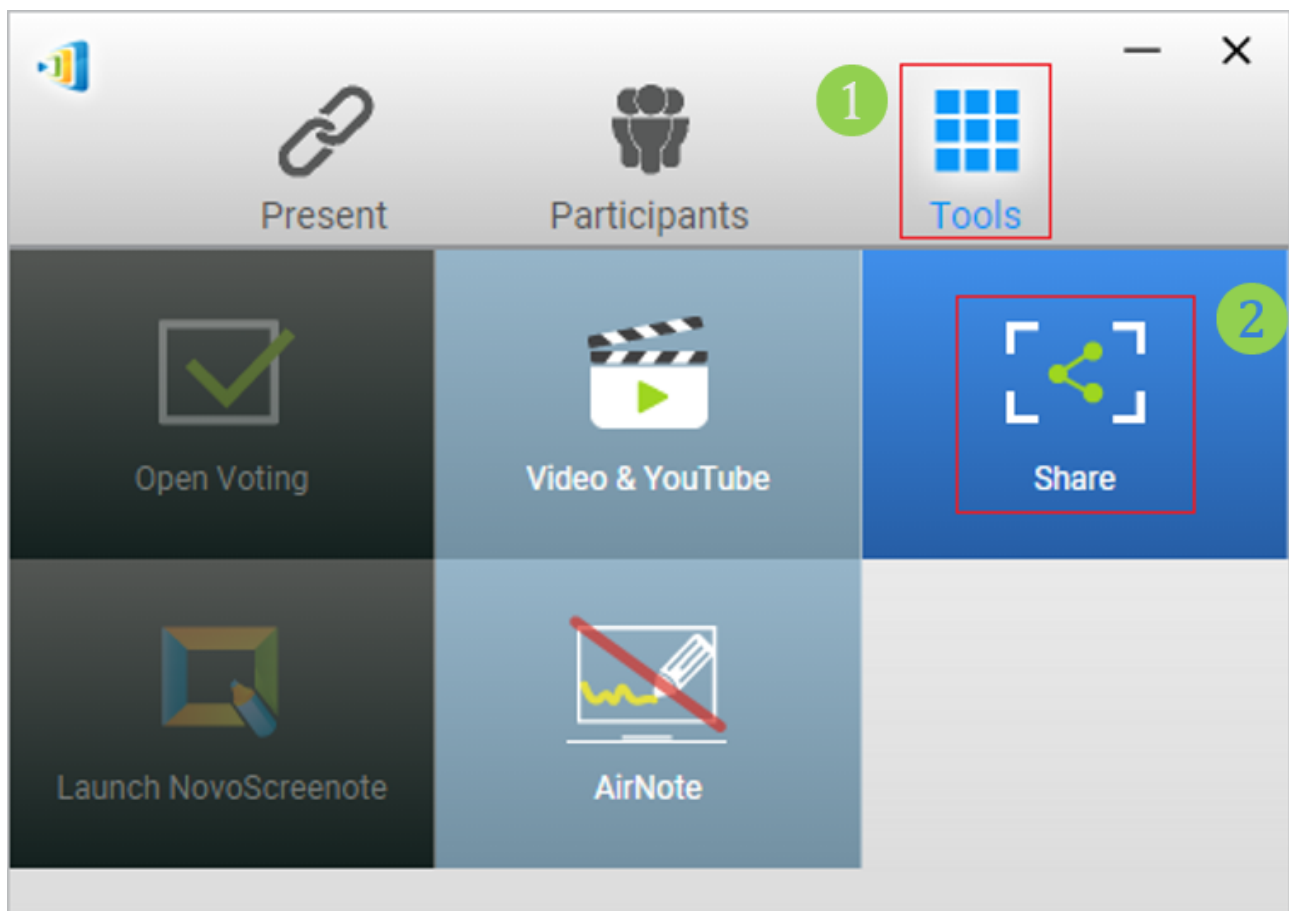 1
Present
Participants
Tools
2
Open Voting
Video & YouTube
Share
Launch NovoScreenote
AirNote